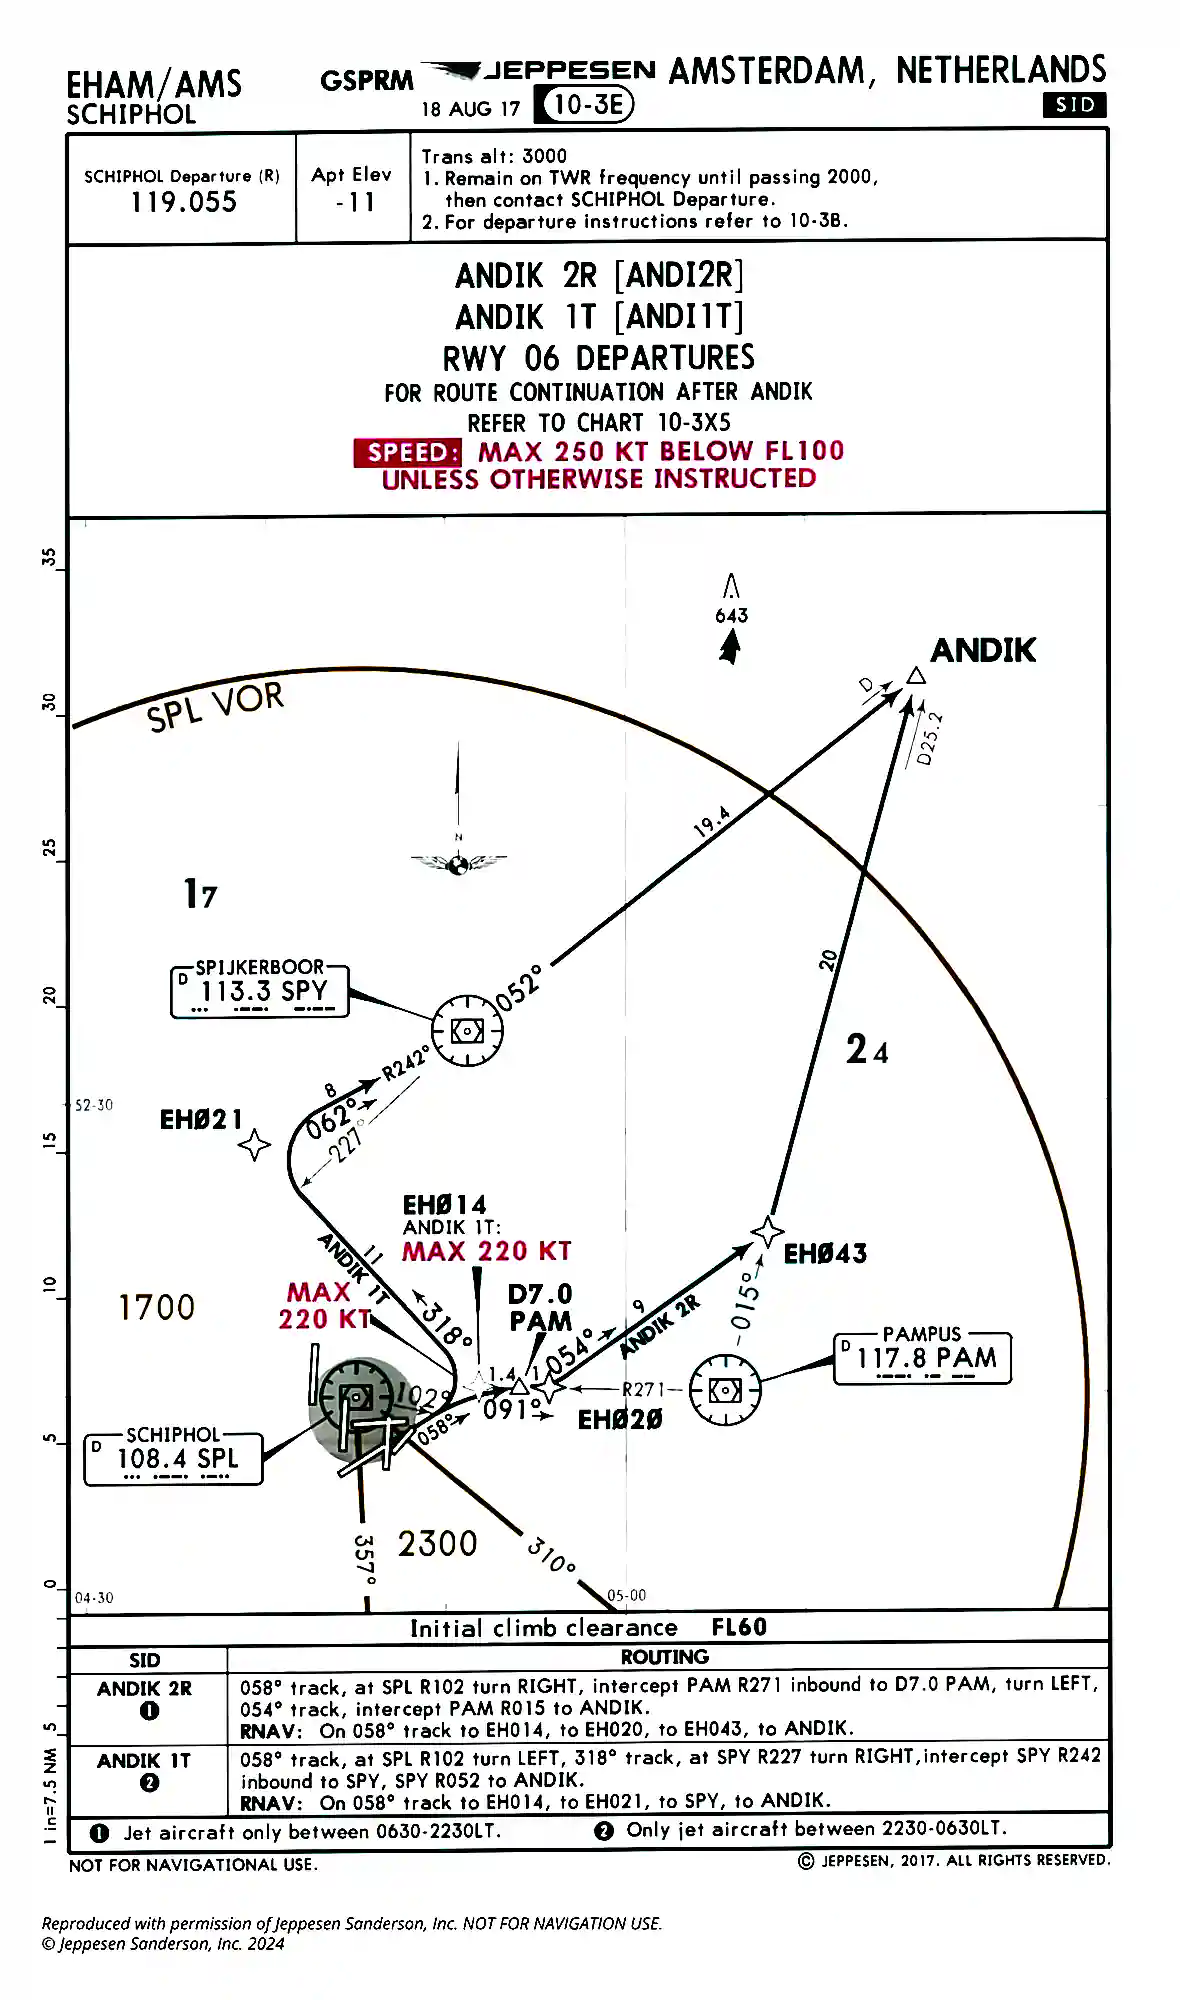 EHAM/AMS
SCHIPHOL
GSPRM
JEPPESEN
18 AUG 17
10-3E
AMSTERDAM, NETHERLANDS
SID
SCHIPHOL Departure (R)
119.055
Apt Elev
-11
Trans alt: 3000
1. Remain on TWR frequency until passing 2000,
then contact SCHIPHOL Departure.
2. For departure instructions refer to 10-3B.
ANDIK 2R [ANDI2R]
ANDIK 1T [ANDI1T]
RWY 06 DEPARTURES
FOR ROUTE CONTINUATION AFTER ANDIK
REFER TO CHART 10-3X5
SPEED: MAX 250 KT BELOW FL100
UNLESS OTHERWISE INSTRUCTED
35
643
ANDIK
D
30
SPL VOR
D25.2
19.4
N
25
17
20
SPIJKERBOOR
D 113.3 SPY
052°
20
24
R242°
8
062°
227°
52-30
EHØ21
15
EHØ14
ANDIK 1T:
MAX 220 KT
11
ANDIK 1T
EHØ43
10
1700
MAX
220 KT
318°
D7.0
PAM
9
ANDIK 2R
015°
054°
PAMPUS
D 117.8 PAM
1.4
1
102°
091°
R271
058°
EHØ20
5
SCHIPHOL
D 108.4 SPL
2300
357°
310°
0
04-30
05-00
Initial climb clearance FL60
SID
ROUTING
ANDIK 2R
1
058° track, at SPL R102 turn RIGHT, intercept PAM R271 inbound to D7.0 PAM, turn LEFT,
054° track, intercept PAM R015 to ANDIK.
RNAV: On 058° track to EH014, to EH020, to EH043, to ANDIK.
ANDIK 1T
2
058° track, at SPL R102 turn LEFT, 318° track, at SPY R227 turn RIGHT, intercept SPY R242
inbound to SPY, SPY R052 to ANDIK.
RNAV: On 058° track to EH014, to EH021, to SPY, to ANDIK.
5
1 in=7.5 NM
1 Jet aircraft only between 0630-2230LT.
2 Only jet aircraft between 2230-0630LT.
NOT FOR NAVIGATIONAL USE.
© JEPPESEN, 2017. ALL RIGHTS RESERVED.
Reproduced with permission of Jeppesen Sanderson, Inc. NOT FOR NAVIGATION USE.
© Jeppesen Sanderson, Inc. 2024